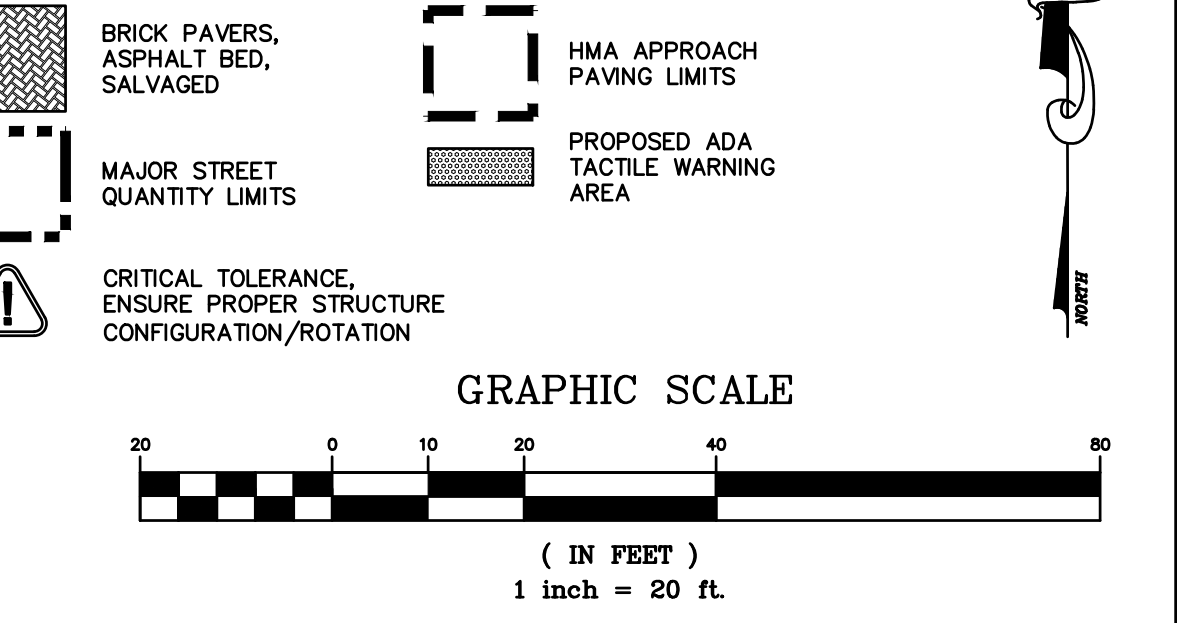 BRICK PAVERS,
ASPHALT BED,
SALVAGED
MAJOR STREET
QUANTITY LIMITS
CRITICAL TOLERANCE,
ENSURE PROPER STRUCTURE
CONFIGURATION/ROTATION
HMA APPROACH
PAVING LIMITS
PROPOSED ADA
TACTILE WARNING
AREA
NORTH
GRAPHIC SCALE
20 0 10 20 40 80
( IN FEET )
1 inch = 20 ft.